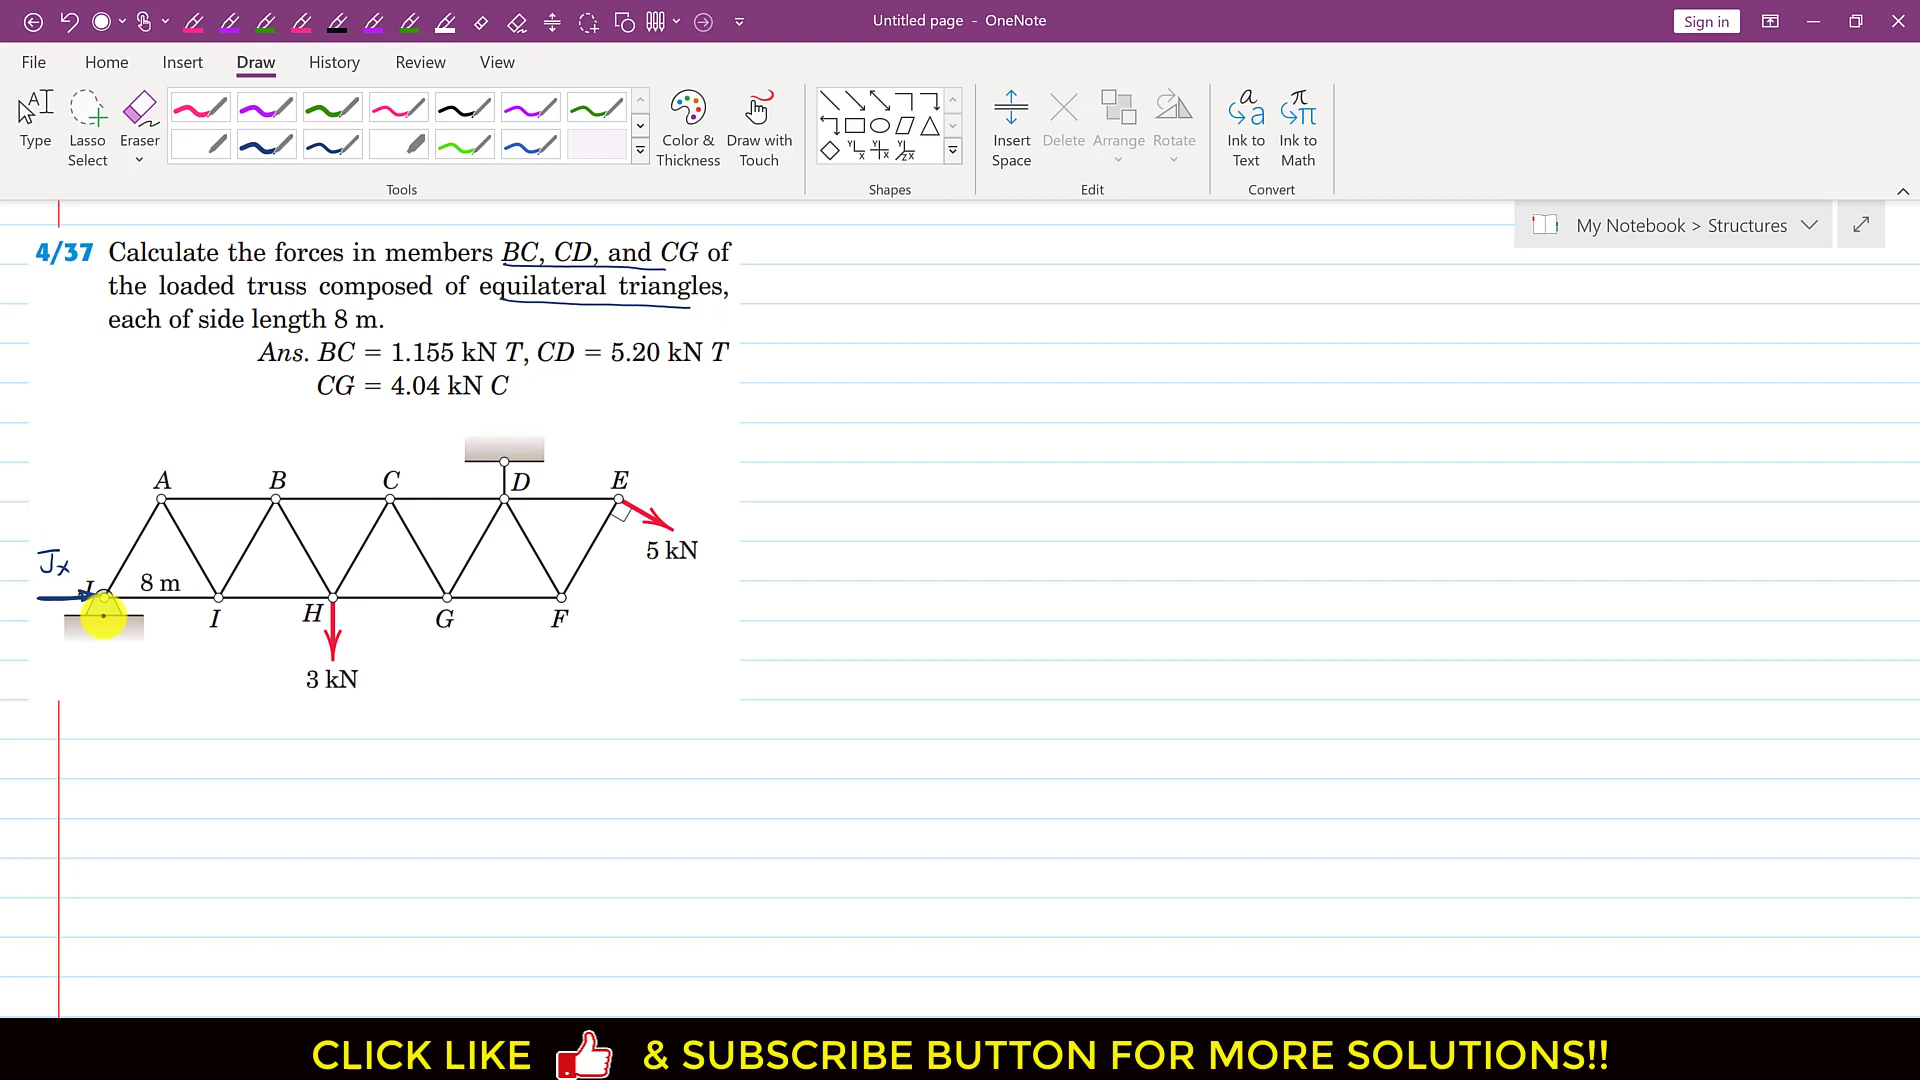 Untitled page - OneNote
Sign in
File Home Insert Draw History Review View
Type
Lasso Select
Eraser
Color & Thickness
Draw with Touch
Insert Space
Delete
Arrange
Rotate
Ink to Text
Ink to Math
Tools
Shapes
Edit
Convert
My Notebook > Structures
4/37 Calculate the forces in members BC, CD, and CG of
the loaded truss composed of equilateral triangles,
each of side length 8 m.
Ans. BC = 1.155 kN T, CD = 5.20 kN T
CG = 4.04 kN C
A B C D E
5 kN
Jx
8 m
I H G F
3 kN
CLICK LIKE & SUBSCRIBE BUTTON FOR MORE SOLUTIONS!!